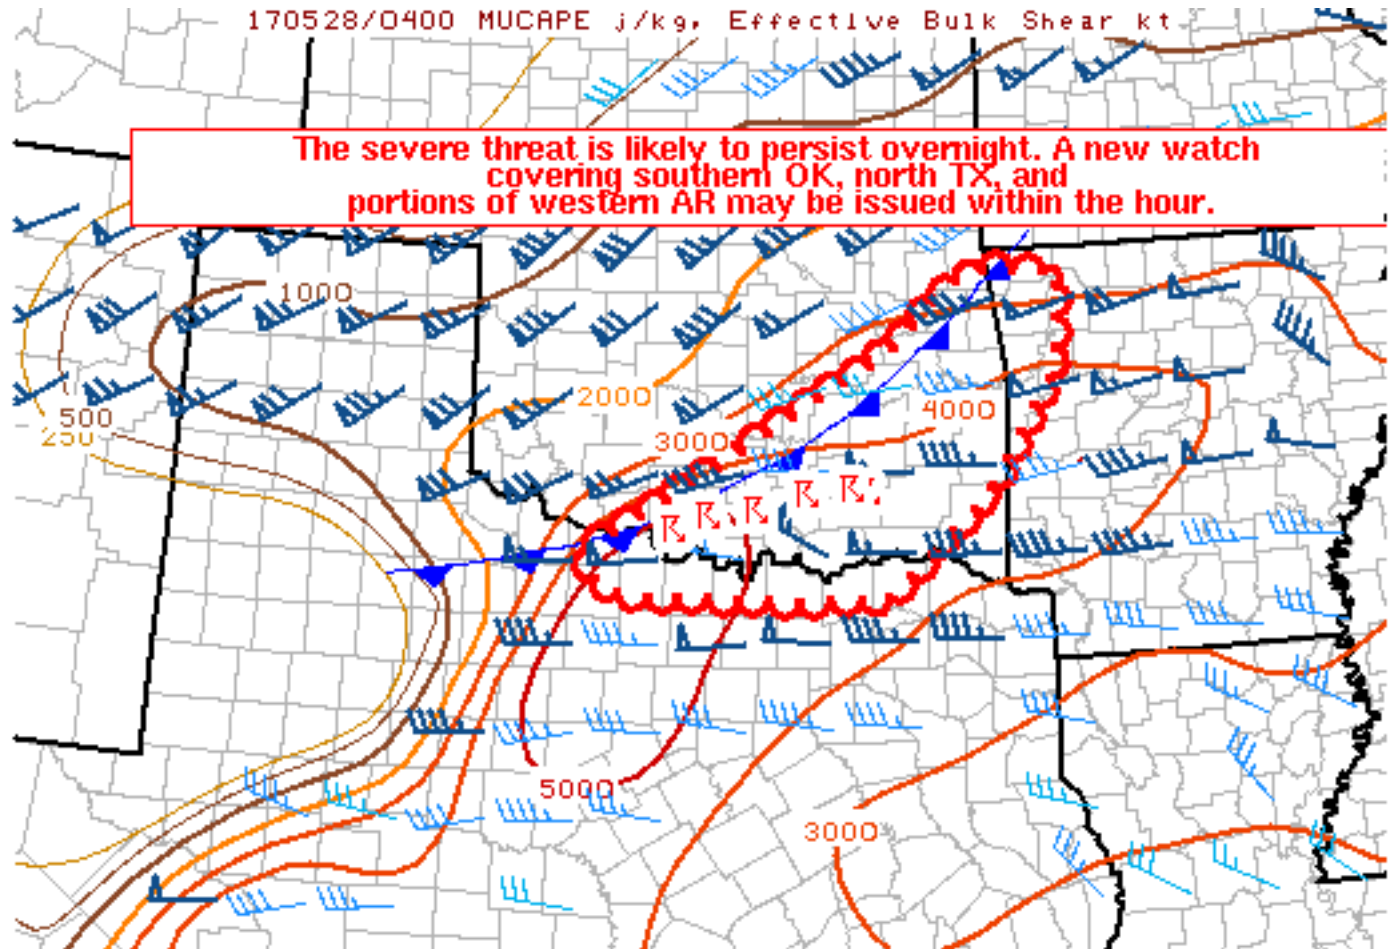 170528/0400 MUCAPE j/kg, Effective Bulk Shear kt
The severe threat is likely to persist overnight. A new watch
covering southern OK, north TX, and
portions of western AR may be issued within the hour.
1000
2000
500
4000
250
3000
5000
3000